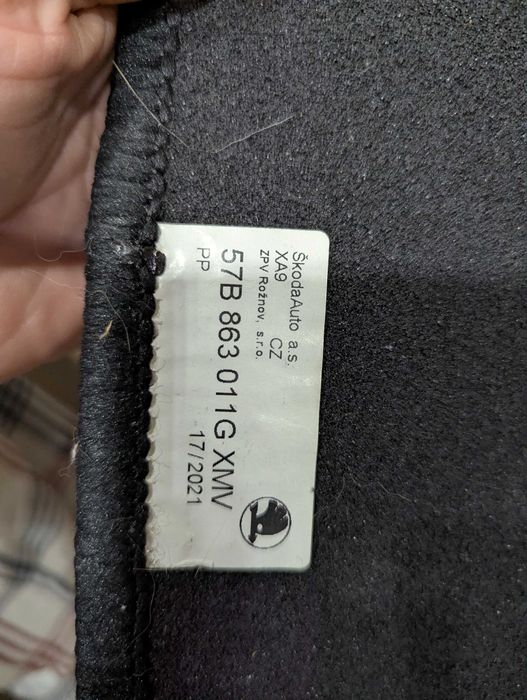 ŠkodaAuto a.s.
XA9 CZ
ZPV Rožnov, s.r.o.
57B 863 011G XMV
PP 17/2021